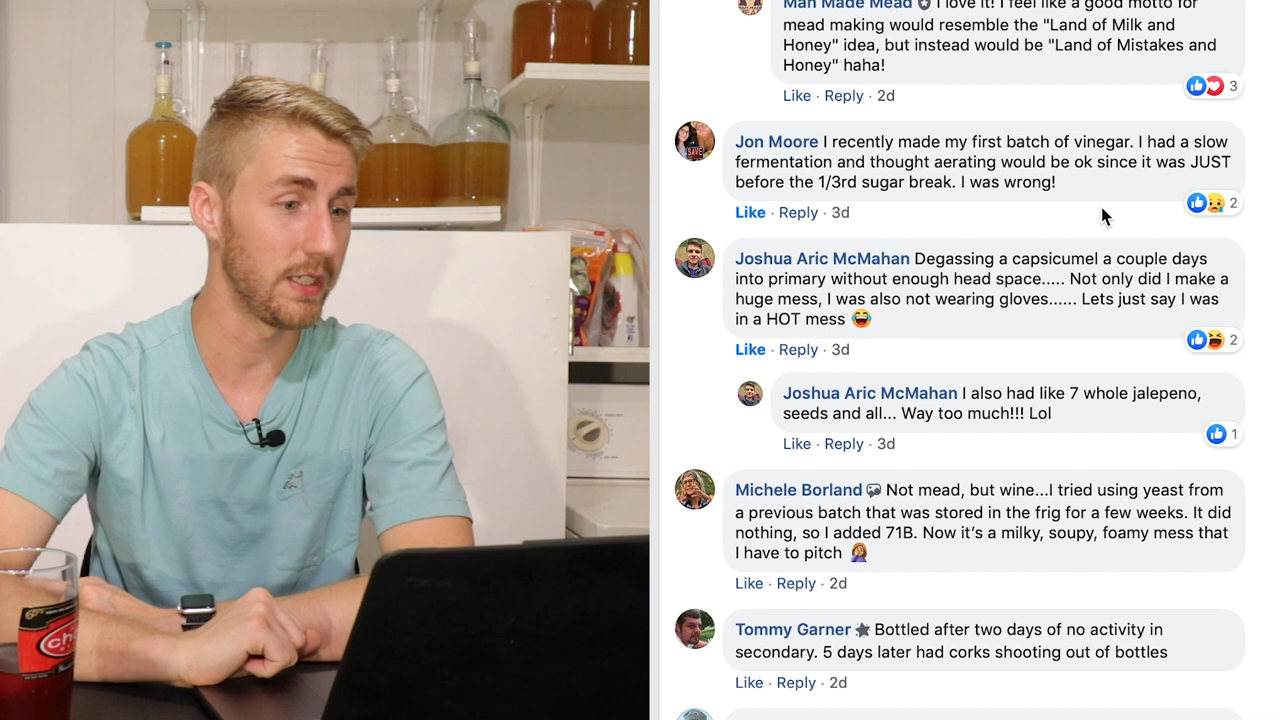 Man Made Mead I love it! I feel like a good motto for
mead making would resemble the "Land of Milk and
Honey" idea, but instead would be "Land of Mistakes and
Honey" haha!
Like · Reply · 2d
3
Jon Moore I recently made my first batch of vinegar. I had a slow
fermentation and thought aerating would be ok since it was JUST
before the 1/3rd sugar break. I was wrong!
Like · Reply · 3d
2
Joshua Aric McMahan Degassing a capsicumel a couple days
into primary without enough head space..... Not only did I make a
huge mess, I was also not wearing gloves...... Lets just say I was
in a HOT mess 😂
Like · Reply · 3d
2
Joshua Aric McMahan I also had like 7 whole jalepeno,
seeds and all... Way too much!!! Lol
Like · Reply · 3d
1
Michele Borland Not mead, but wine...I tried using yeast from
a previous batch that was stored in the frig for a few weeks. It did
nothing, so I added 71B. Now it's a milky, soupy, foamy mess that
I have to pitch 🤦‍♀️
Like · Reply · 2d
Tommy Garner Bottled after two days of no activity in
secondary. 5 days later had corks shooting out of bottles
Like · Reply · 2d